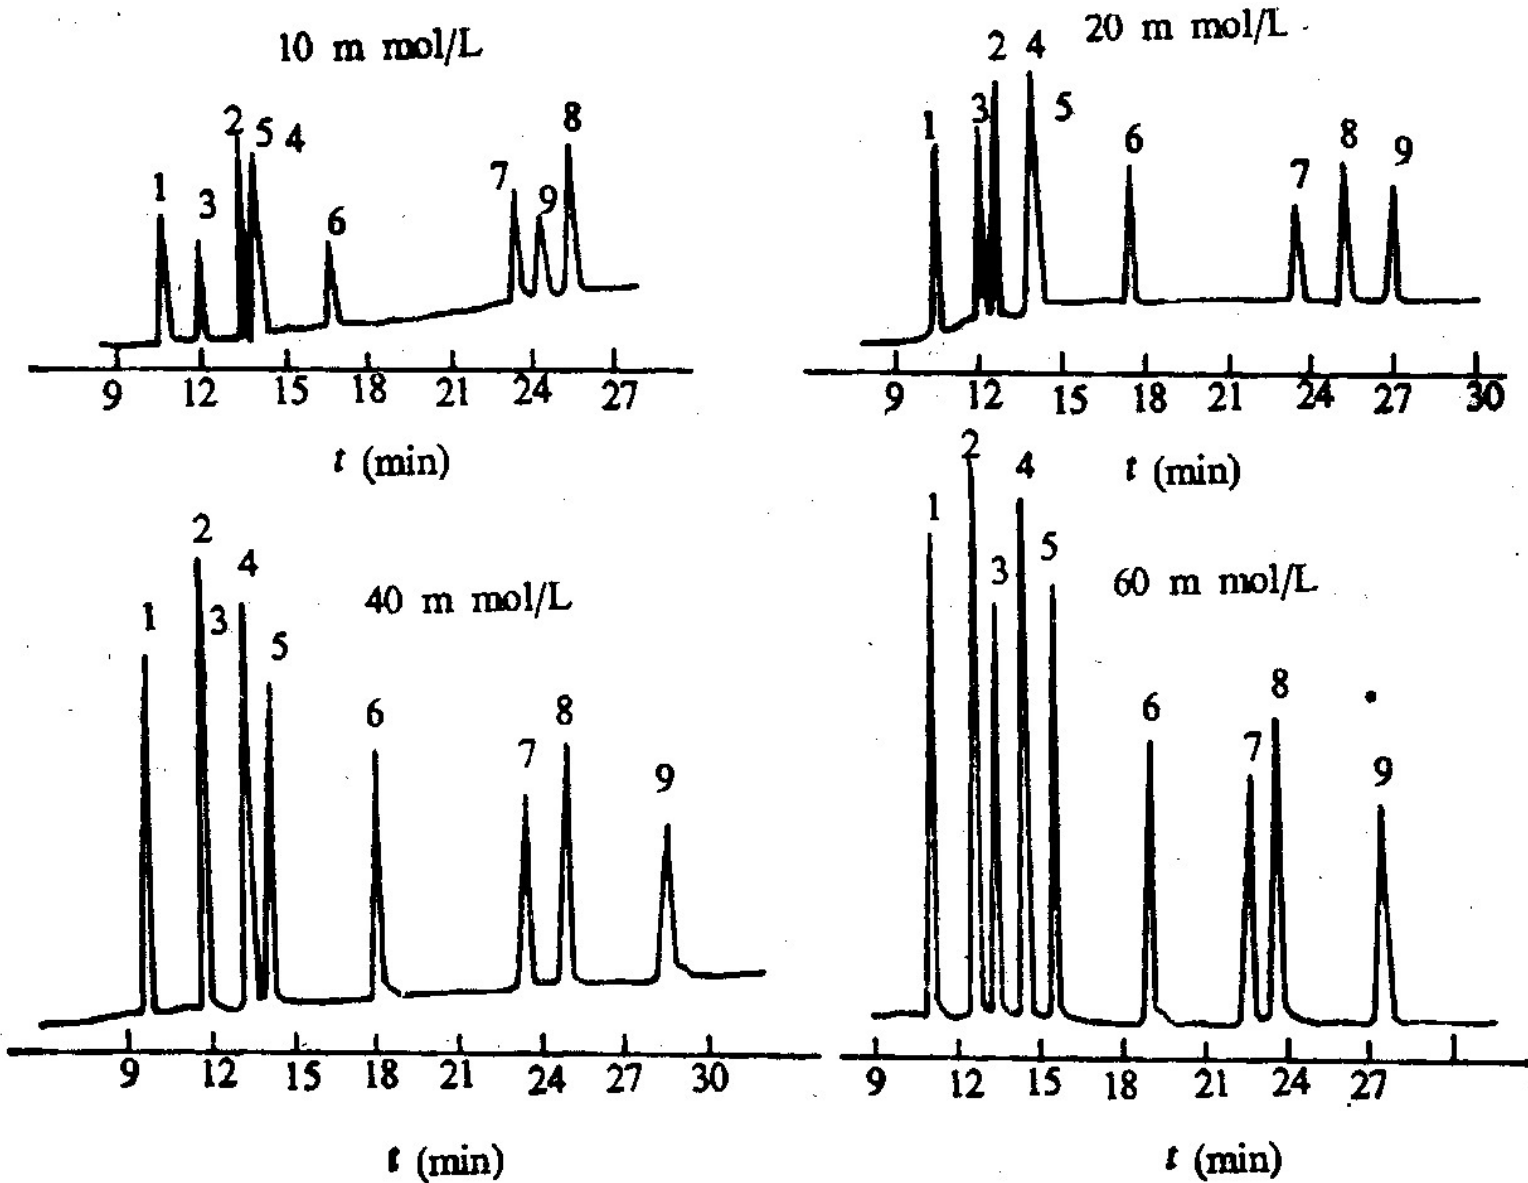 10 m mol/L
2 5 4 8
1 3 7 9
6
9 12 15 18 21 24 27
t (min)
20 m mol/L
2 4
1 3 5 6 8 9
7
9 12 15 18 21 24 27 30
t (min)
40 m mol/L
2
4
1 3 5
6 8
7 9
9 12 15 18 21 24 27 30
t (min)
60 m mol/L
2 4
1
3 5
6 8
7 9
9 12 15 18 21 24 27
t (min)